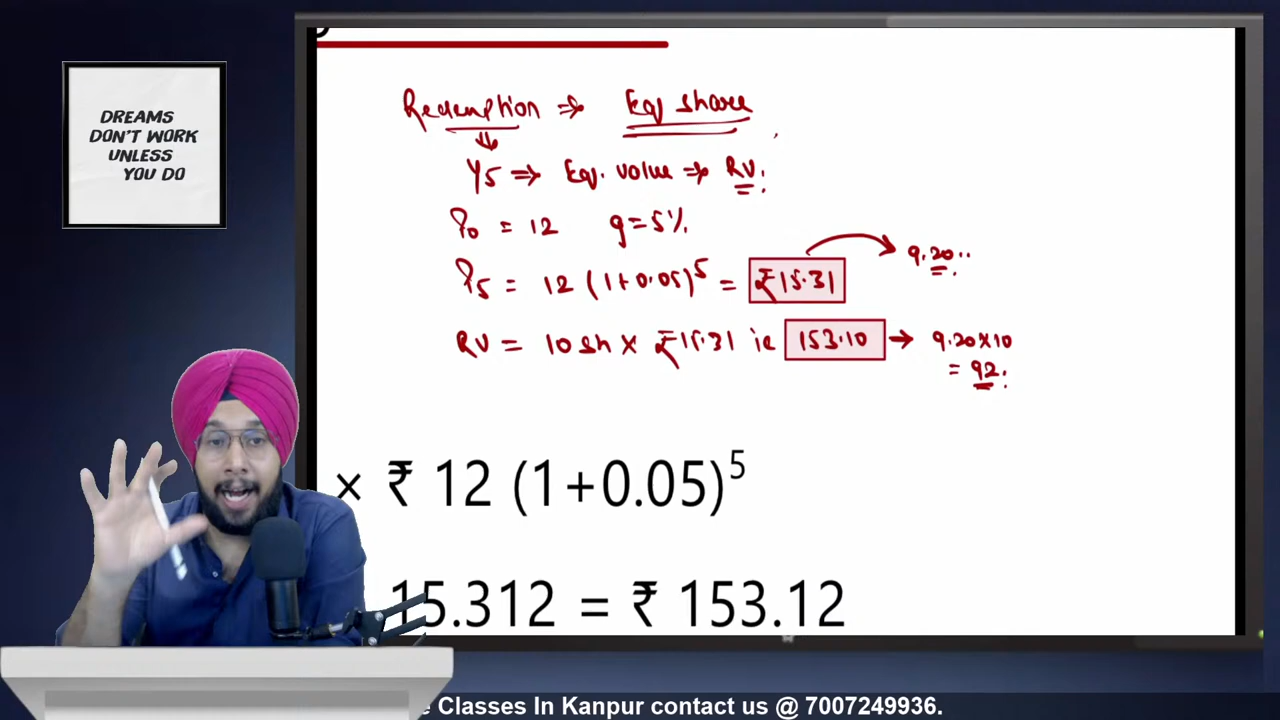 DREAMS
DON'T WORK
UNLESS
YOU DO
Redemption ⇒ Eq share
Y5 ⇒ Eq. value ⇒ RV.
P0 = 12 g = 5%
P5 = 12 (1+0.05)^5 = ₹15.31
9.20..
RV = 10 sh × ₹15.31 ie 153.10 → 9.20×10
= 92.
× ₹ 12 (1+0.05)^5
15.312 = ₹ 153.12
Classes In Kanpur contact us @ 7007249936.